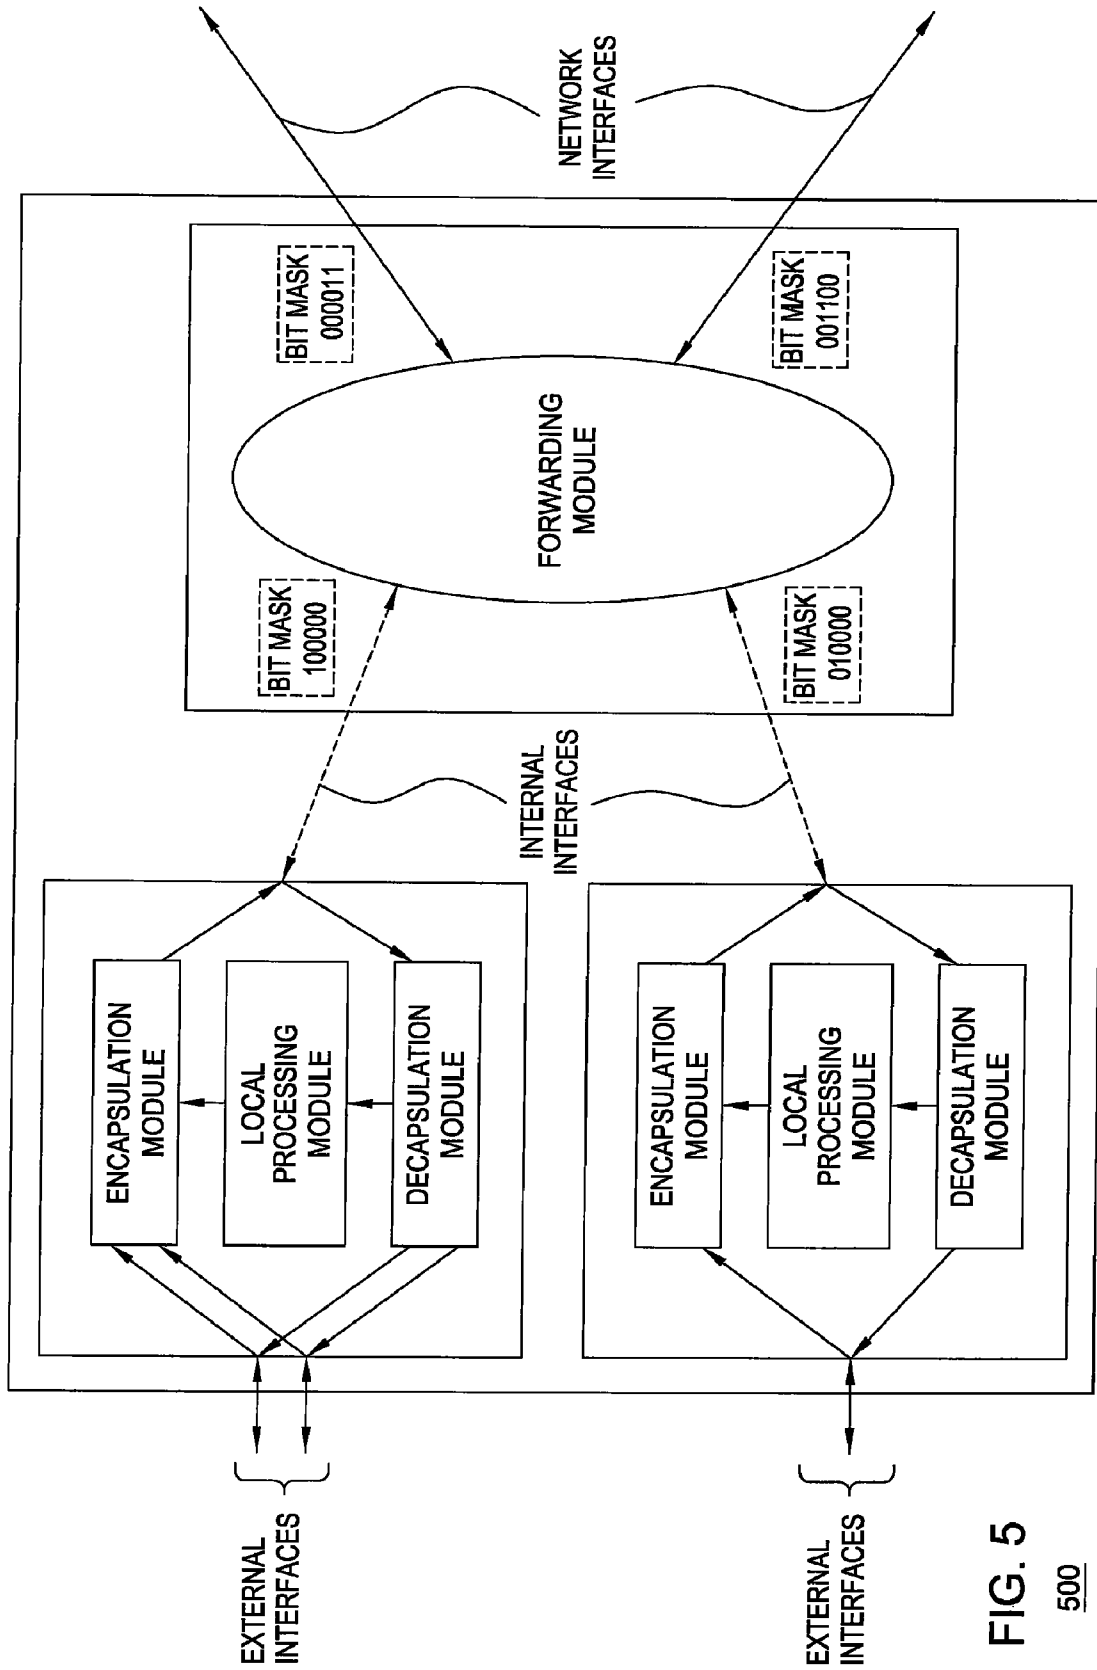 NETWORK
INTERFACES
BIT MASK
000011
BIT MASK
001100
FORWARDING
MODULE
BIT MASK
100000
BIT MASK
010000
INTERNAL
INTERFACES
ENCAPSULATION
MODULE
LOCAL
PROCESSING
MODULE
DECAPSULATION
MODULE
ENCAPSULATION
MODULE
LOCAL
PROCESSING
MODULE
DECAPSULATION
MODULE
EXTERNAL
INTERFACES
EXTERNAL
INTERFACES
FIG. 5
500